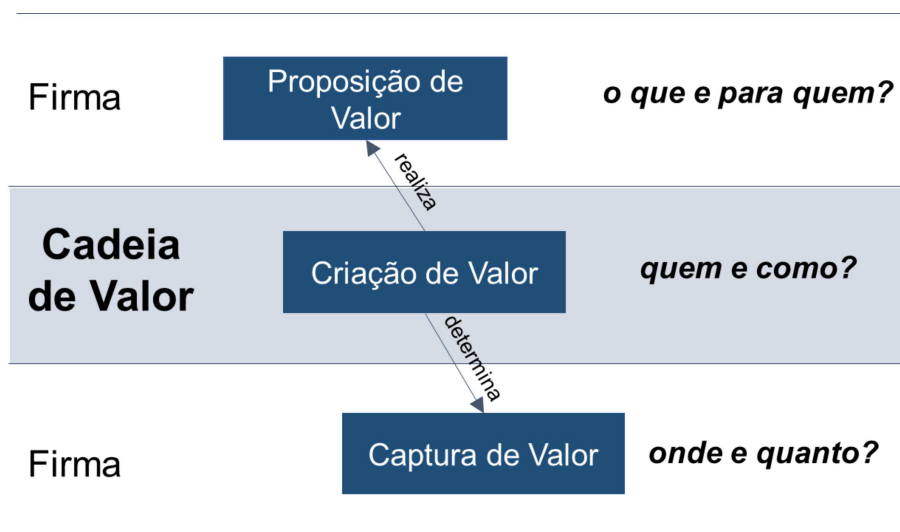 Firma
Proposição de
Valor
o que e para quem?
realiza
Cadeia
de Valor
Criação de Valor
quem e como?
determina
Firma
Captura de Valor
onde e quanto?